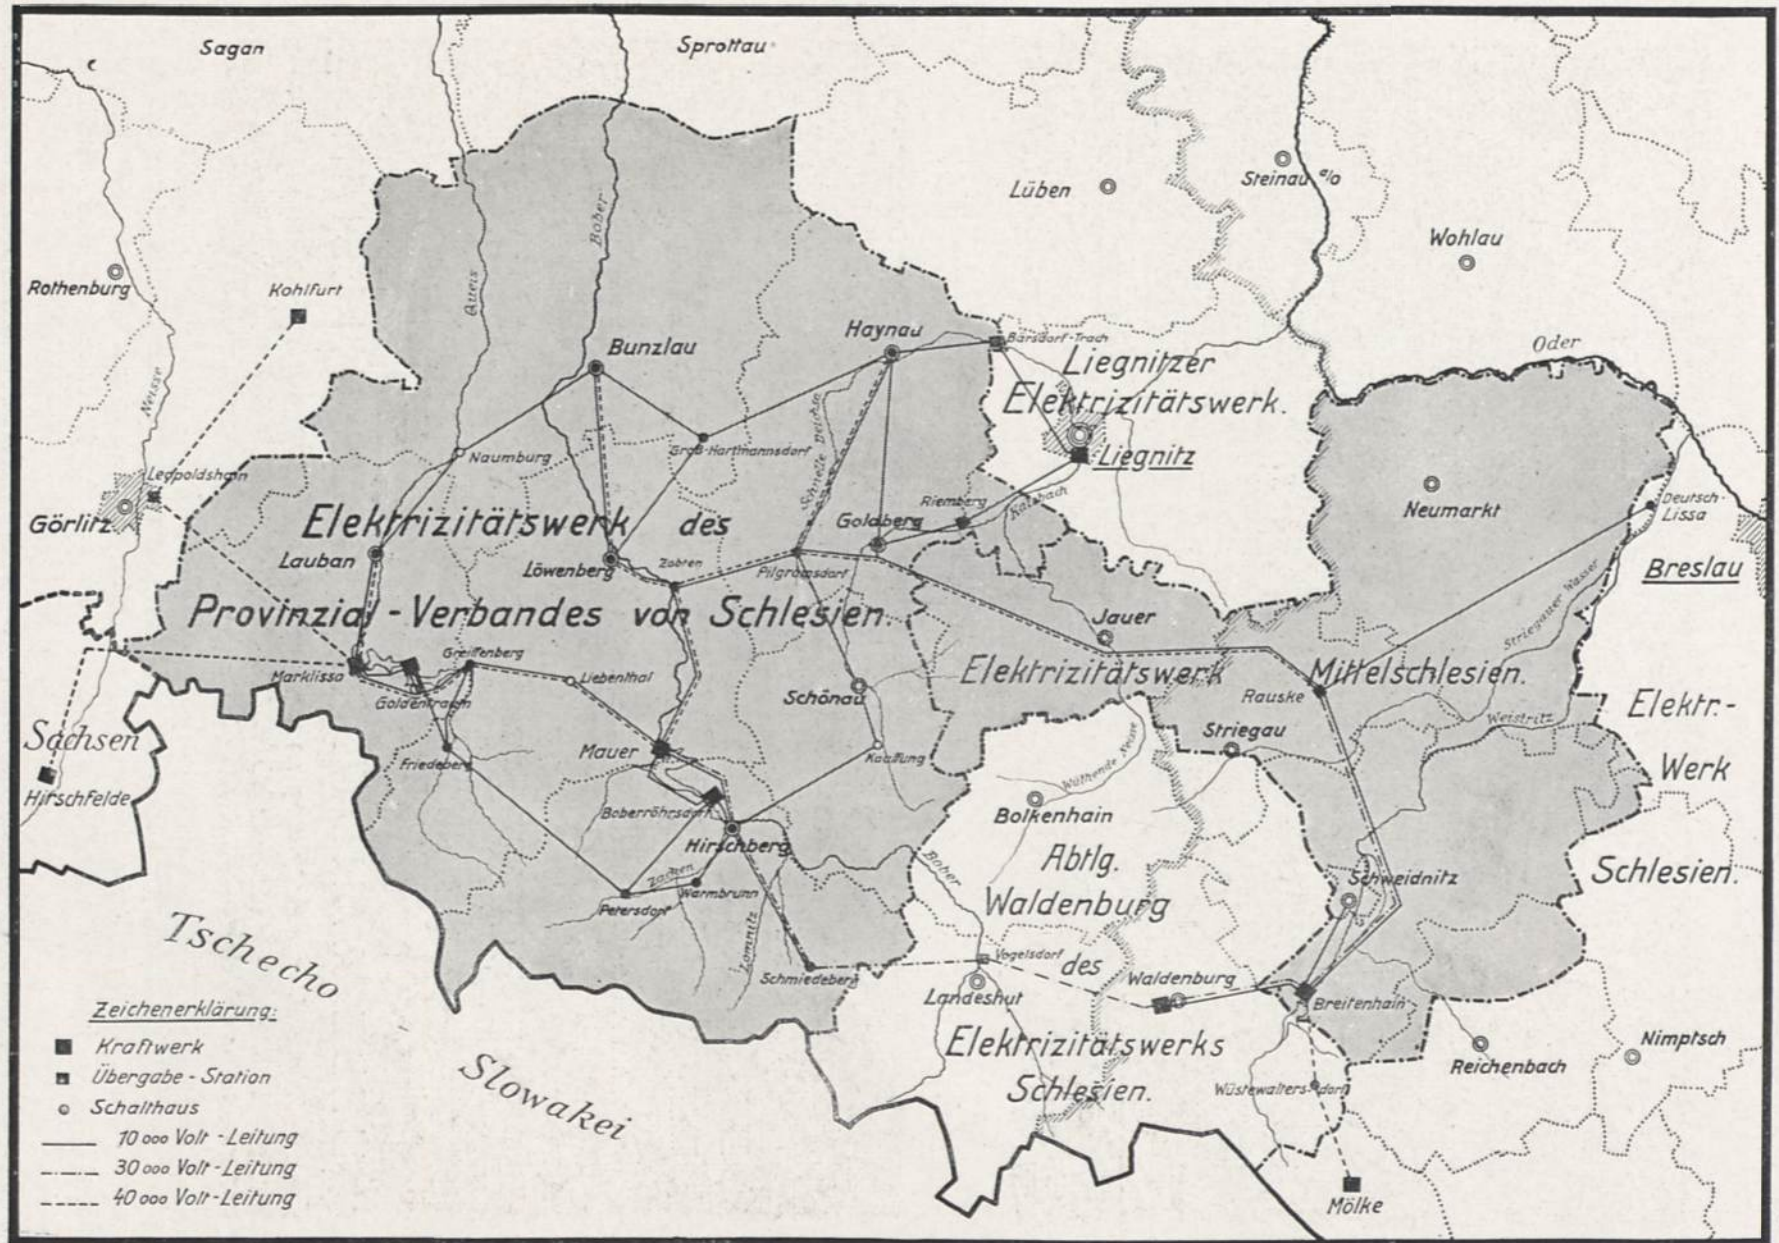 Sagan
Sprottau
Lüben
Steinau a/o
Wohlau
Rothenburg
Kohlfurt
Neisse
Queis
Bober
Bunzlau
Haynau
Bärsdorf-Trach
Oder
Liegnitzer
Elektrizitätswerk.
Schnelle Deichsa
Naumburg
Groß-Hartmannsdorf
Liegnitz
Leopoldshain
Görlitz
Riemberg
Katzbach
Neumarkt
Deutsch-
Lissa
Elektrizitätswerk des
Goldberg
Lauban
Löwenberg
Zobten
Pilgramsdorf
Breslau
Provinzial-Verbandes von Schlesien.
Jauer
Striegauer Wasser
Greiffenberg
Marklissa
Goldentraum
Liebenthal
Schönau
Elektrizitätswerk
Mittelschlesien.
Rauske
Elektr.-
Sachsen
Hirschfelde
Friedeberg
Mauer
Kauffung
Striegau
Weistritz
Wüthende Neisse
Werk
Boberröhrsdorf
Hirschberg
Bolkenhain
Abtlg.
Waldenburg
Bober
Zacken
Warmbrunn
Petersdorf
Lomnitz
Schweidnitz
Schlesien.
Tschecho
Schmiedeberg
Vogelsdorf
des
Landeshut
Waldenburg
Breitenhain
Elektrizitätswerks
Schlesien.
Reichenbach
Nimptsch
Wüstewaltersdorf
Slowakei
Mölke
Zeichenerklärung:
Kraftwerk
Übergabe-Station
Schalthaus
10 000 Volt-Leitung
30 000 Volt-Leitung
40 000 Volt-Leitung